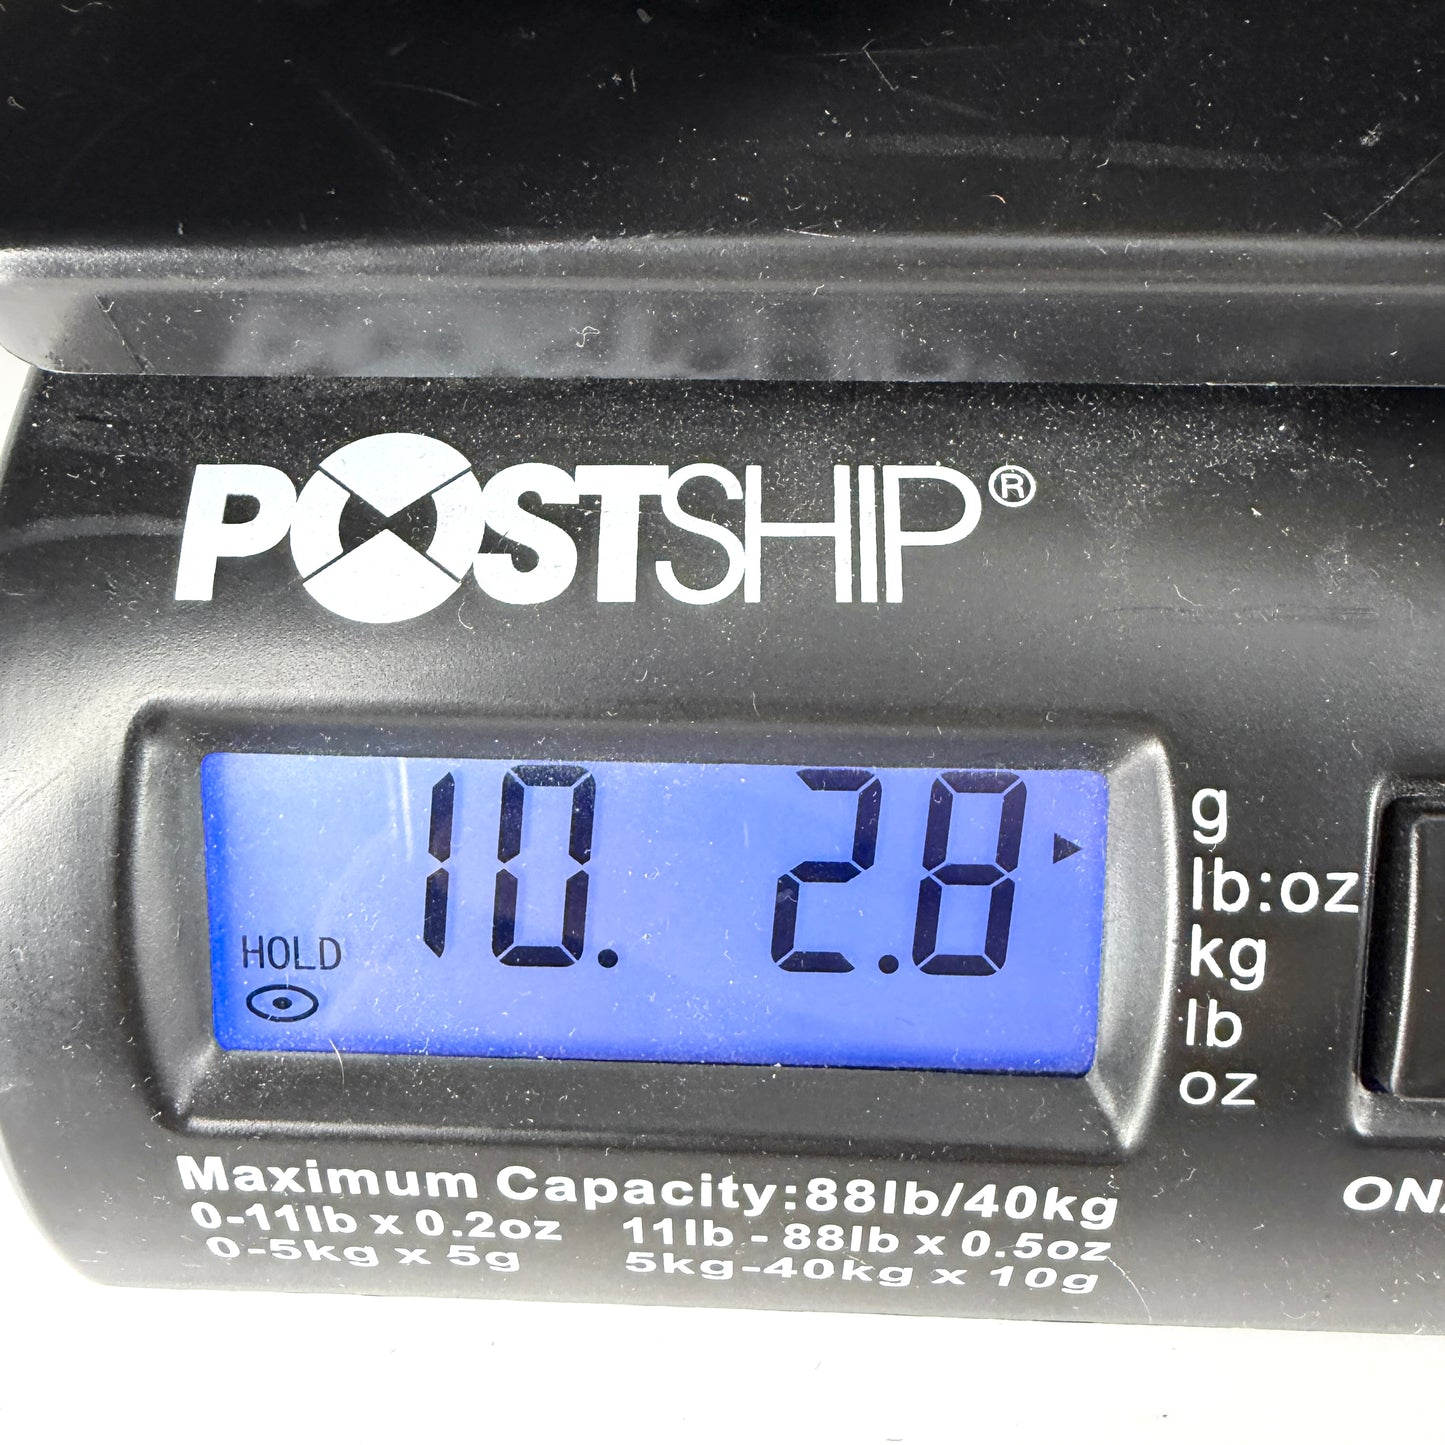 POSTSHIP®
10. 2.8
HOLD
g
lb:oz
kg
lb
oz
Maximum Capacity:88lb/40kg
0-11lb x 0.2oz 11lb - 88lb x 0.5oz
0-5kg x 5g 5kg-40kg x 10g